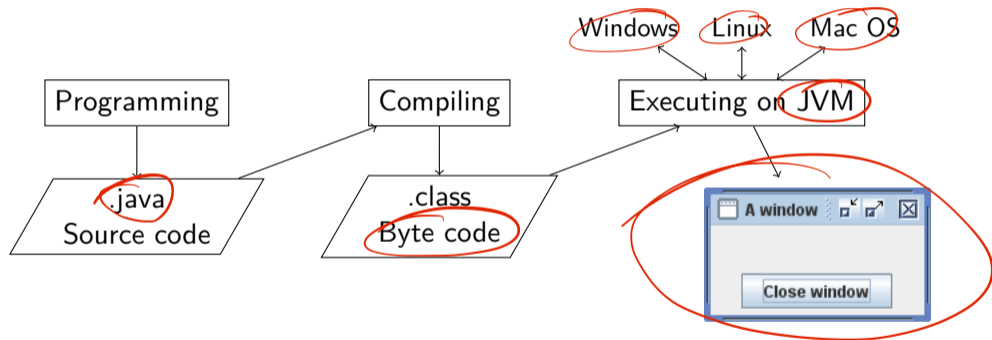 Windows Linux Mac OS
Programming Compiling Executing on JVM
.java
Source code
.class
Byte code
A window
Close window